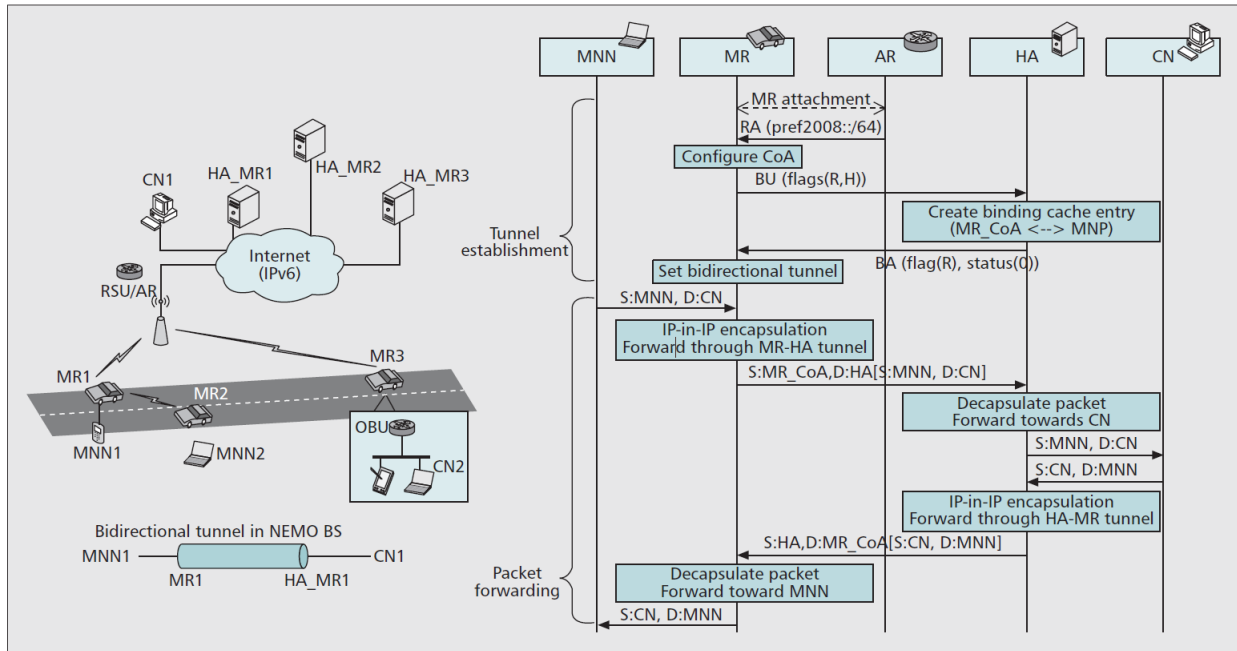 CN1
HA_MR1
HA_MR2
HA_MR3
Internet
(IPv6)
RSU/AR
MR1
MR2
MR3
MNN1
MNN2
OBU
CN2
Bidirectional tunnel in NEMO BS
MNN1
CN1
MR1
HA_MR1
MNN
MR
AR
HA
CN
Tunnel
establishment
MR attachment
RA (pref2008::/64)
Configure CoA
BU (flags(R,H))
Create binding cache entry
(MR_CoA <--> MNP)
BA (flag(R), status(0))
Set bidirectional tunnel
Packet
forwarding
S:MNN, D:CN
IP-in-IP encapsulation
Forward through MR-HA tunnel
S:MR_CoA,D:HA[S:MNN, D:CN]
Decapsulate packet
Forward towards CN
S:MNN, D:CN
S:CN, D:MNN
IP-in-IP encapsulation
Forward through HA-MR tunnel
S:HA,D:MR_CoA[S:CN, D:MNN]
Decapsulate packet
Forward toward MNN
S:CN, D:MNN